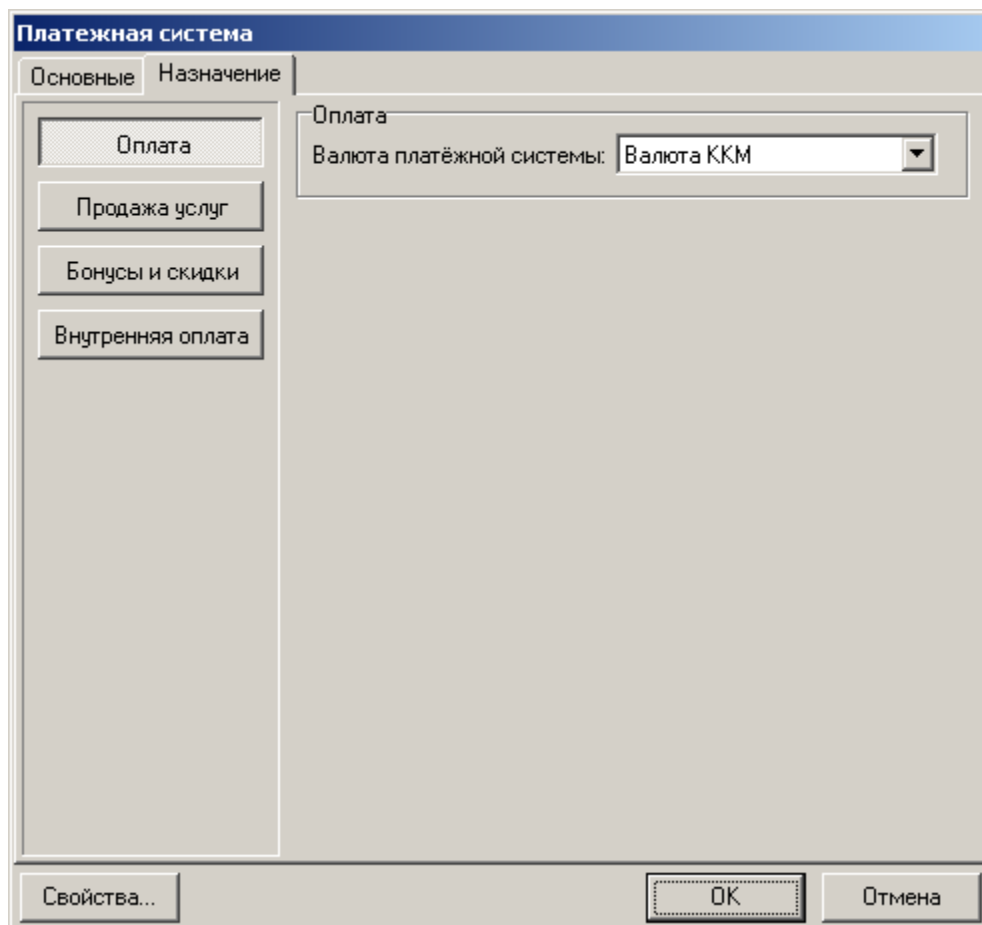 Платежная система
Основные Назначение
Оплата
Продажа услуг
Бонусы и скидки
Внутренняя оплата
Оплата
Валюта платёжной системы: Валюта ККМ
Свойства... OK Отмена